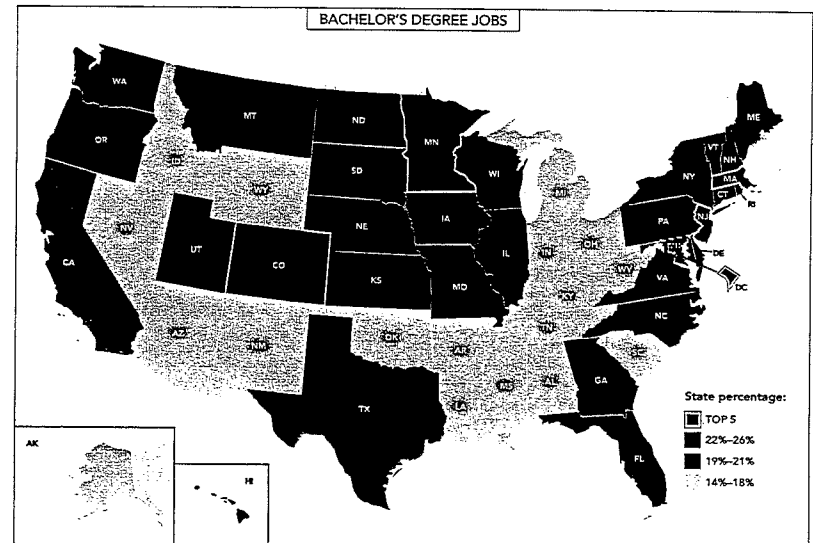 BACHELOR'S DEGREE JOBS
WA
MT
ND
MN
ME
OR
ID
SD
WI
VT
NH
NY
MA
CT
RI
WY
MI
NV
NE
IA
PA
NJ
UT
CO
IL
IN
OH
DE
CA
KS
MO
WV
VA
DC
KY
NC
AZ
NM
OK
TN
AR
SC
MS
AL
GA
TX
LA
FL
State percentage:
TOP 5
22%–26%
19%–21%
14%–18%
AK
HI